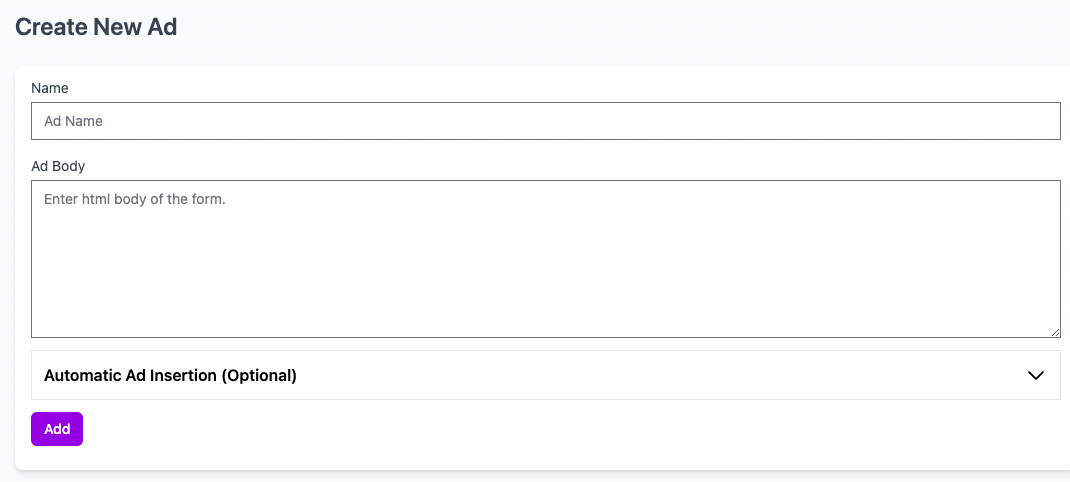 Create New Ad
Name
Ad Name
Ad Body
Enter html body of the form.
Automatic Ad Insertion (Optional)
Add